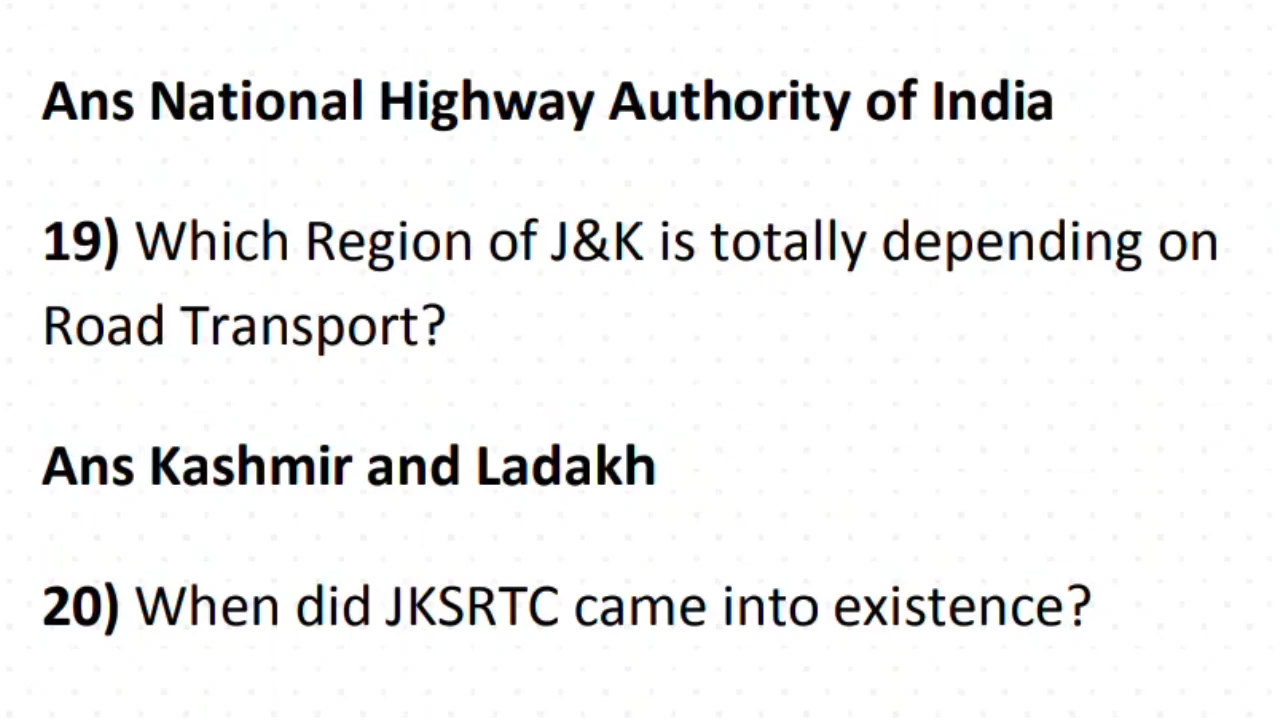 Ans National Highway Authority of India
19) Which Region of J&K is totally depending on
Road Transport?
Ans Kashmir and Ladakh
20) When did JKSRTC came into existence?